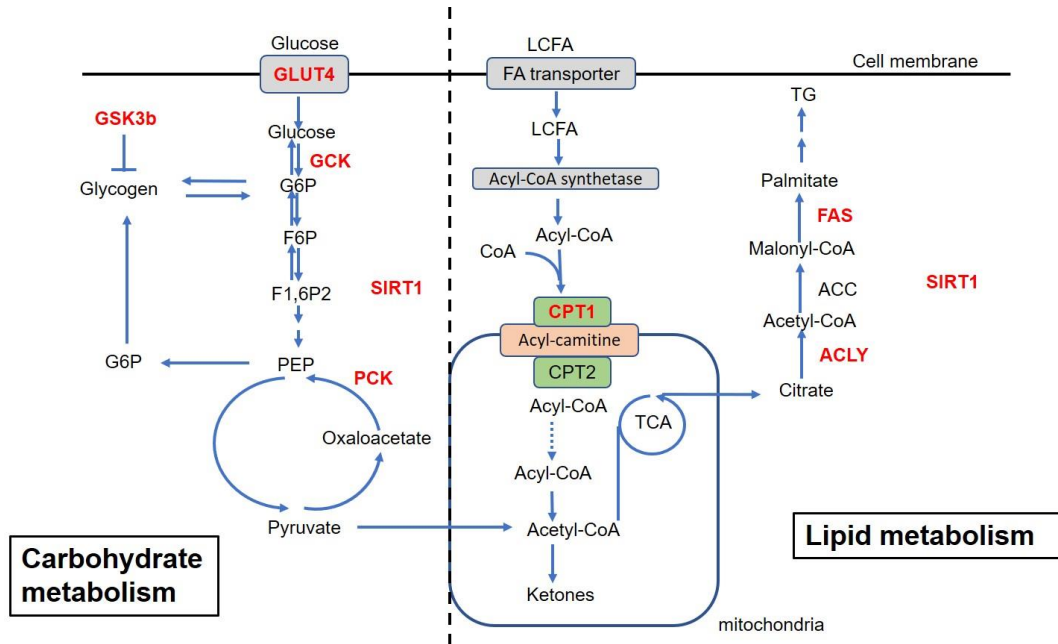 Glucose
GLUT4
GSK3b
Glucose
GCK
G6P
Glycogen
F6P
F1,6P2
SIRT1
G6P
PEP
PCK
Oxaloacetate
Pyruvate
Carbohydrate
metabolism
LCFA
FA transporter
Cell membrane
LCFA
Acyl-CoA synthetase
Acyl-CoA
CoA
CPT1
Acyl-camitine
CPT2
Acyl-CoA
TCA
Acyl-CoA
Acetyl-CoA
Ketones
mitochondria
TG
Palmitate
FAS
Malonyl-CoA
ACC
SIRT1
Acetyl-CoA
ACLY
Citrate
Lipid metabolism